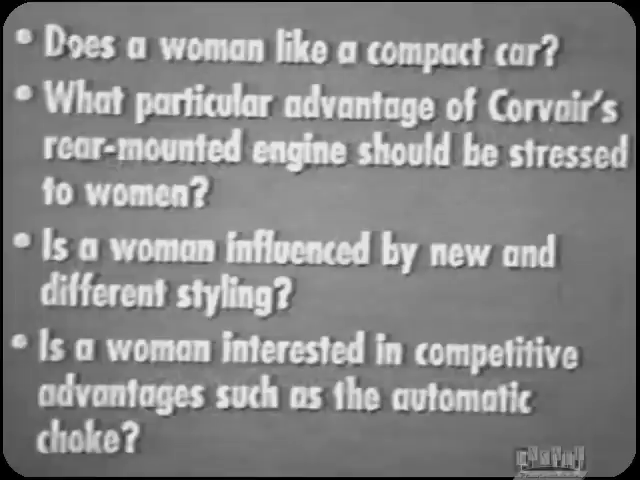 • Does a woman like a compact car?
• What particular advantage of Corvair's
rear-mounted engine should be stressed
to women?
• Is a woman influenced by new and
different styling?
• Is a woman interested in competitive
advantages such as the automatic
choke?